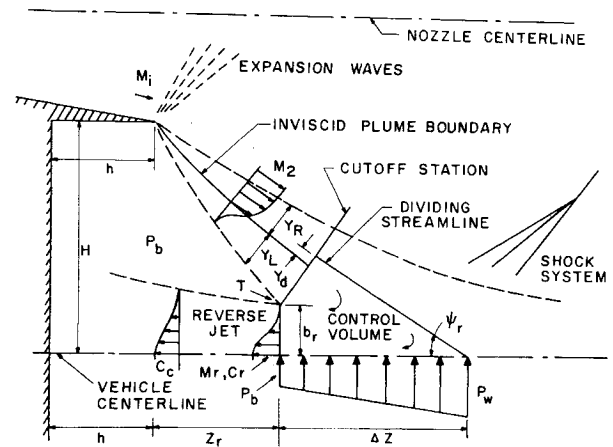 NOZZLE CENTERLINE
EXPANSION WAVES
Mi
INVISCID PLUME BOUNDARY
M2
CUTOFF STATION
DIVIDING
STREAMLINE
h
H
Pb
YR
YL
Yd
SHOCK
SYSTEM
T
REVERSE
JET
br
CONTROL
VOLUME
ψr
Cc
Mr, Cr
VEHICLE
CENTERLINE
Pb
Pw
h
Zr
ΔZ